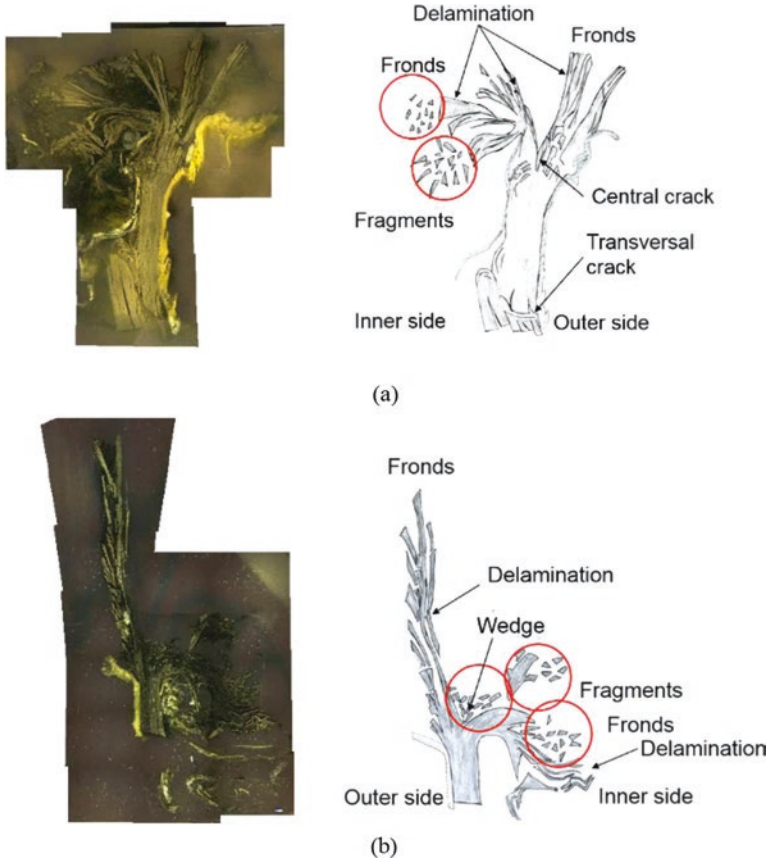 Delamination
Fronds
Fronds
Fragments
Central crack
Transversal
crack
Inner side
Outer side
(a)
Fronds
Delamination
Wedge
Fragments
Fronds
Delamination
Outer side
Inner side
(b)